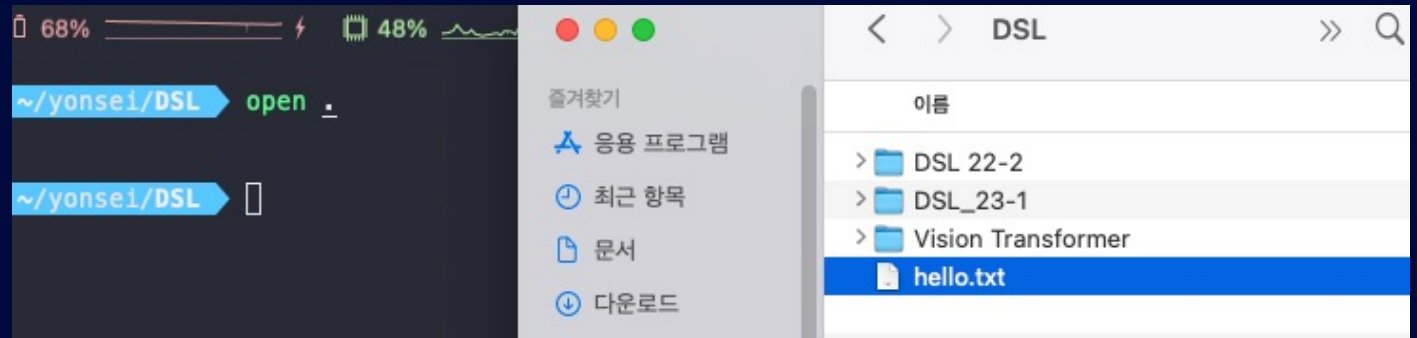 68% 48%
~/yonsei/DSL open .
~/yonsei/DSL
즐겨찾기
응용 프로그램
최근 항목
문서
다운로드
DSL
이름
DSL 22-2
DSL_23-1
Vision Transformer
hello.txt